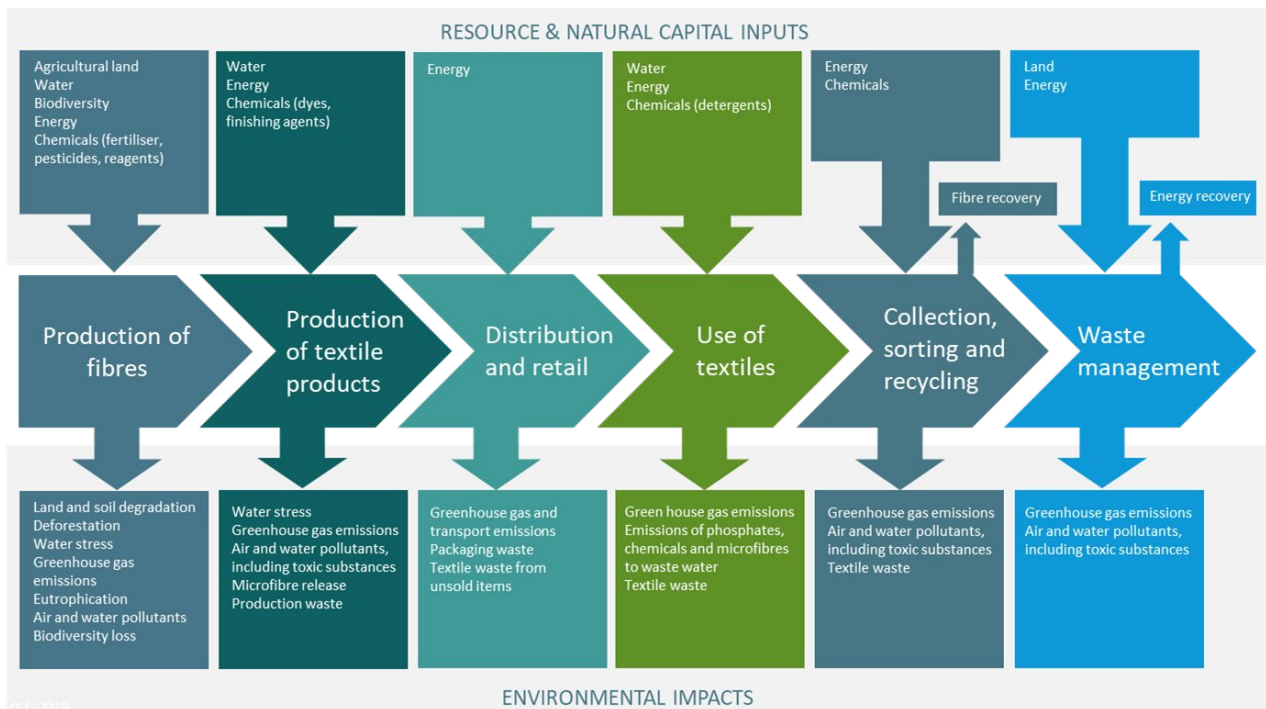 RESOURCE & NATURAL CAPITAL INPUTS
Agricultural land
Water
Biodiversity
Energy
Chemicals (fertiliser,
pesticides, reagents)
Water
Energy
Chemicals (dyes,
finishing agents)
Energy
Water
Energy
Chemicals (detergents)
Energy
Chemicals
Land
Energy
Fibre recovery
Energy recovery
Production of
fibres
Production
of textile
products
Distribution
and retail
Use of
textiles
Collection,
sorting and
recycling
Waste
management
Land and soil degradation
Deforestation
Water stress
Greenhouse gas
emissions
Eutrophication
Air and water pollutants
Biodiversity loss
Water stress
Greenhouse gas emissions
Air and water pollutants,
including toxic substances
Microfibre release
Production waste
Greenhouse gas and
transport emissions
Packaging waste
Textile waste from
unsold items
Green house gas emissions
Emissions of phosphates,
chemicals and microfibres
to waste water
Textile waste
Greenhouse gas emissions
Air and water pollutants,
including toxic substances
Textile waste
Greenhouse gas emissions
Air and water pollutants,
including toxic substances
ENVIRONMENTAL IMPACTS